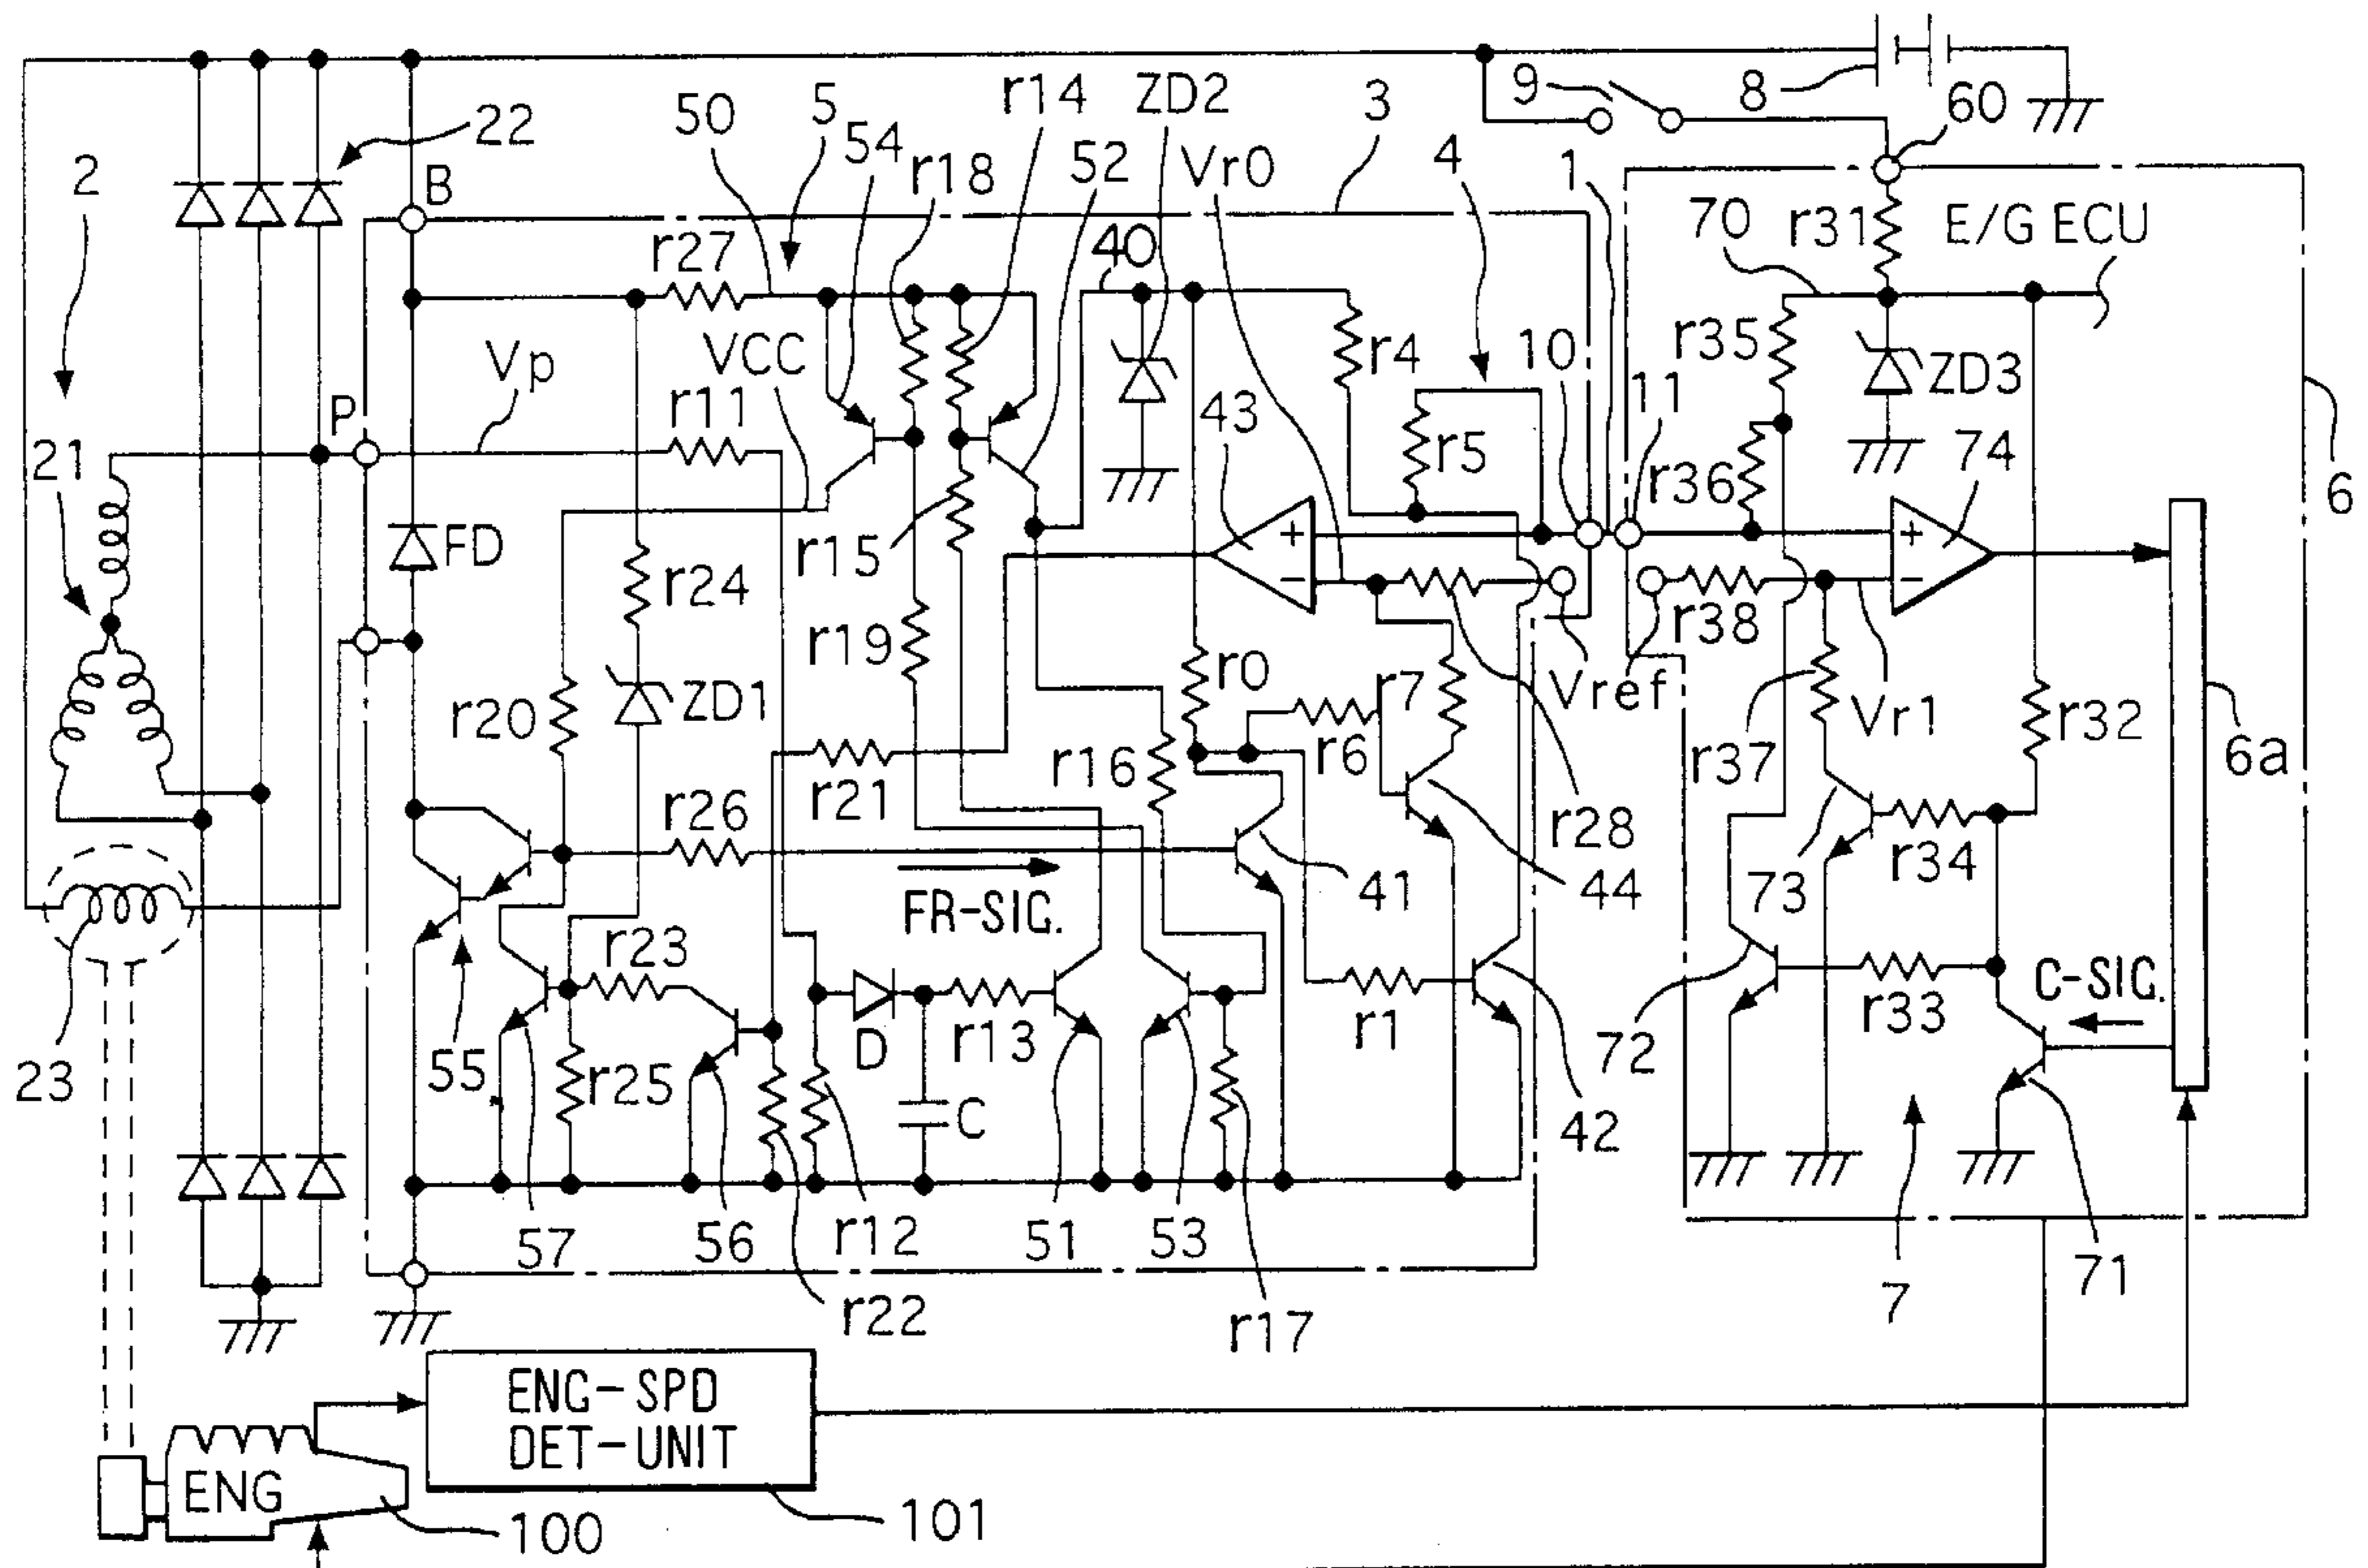 8
9
60
3
ZD2
r14
5
50
54
22
2
r18
52
Vr0
4
1
B
70
r31
E/G ECU
40
r27
VCC
Vp
r11
P
r4
10
r35
ZD3
11
43
r5
74
6
21
r36
FD
r15
r24
r19
r0
r7
Vref
r38
ZD1
r20
Vr1
r32
r6
r37
6a
r16
r21
r28
r26
73
r34
41
44
FR-SIG.
r23
C-SIG.
r33
D
r13
r1
72
23
55
r25
C
42
57
56
r12
51
53
71
7
r22
r17
ENG-SPD
DET-UNIT
ENG
100
101